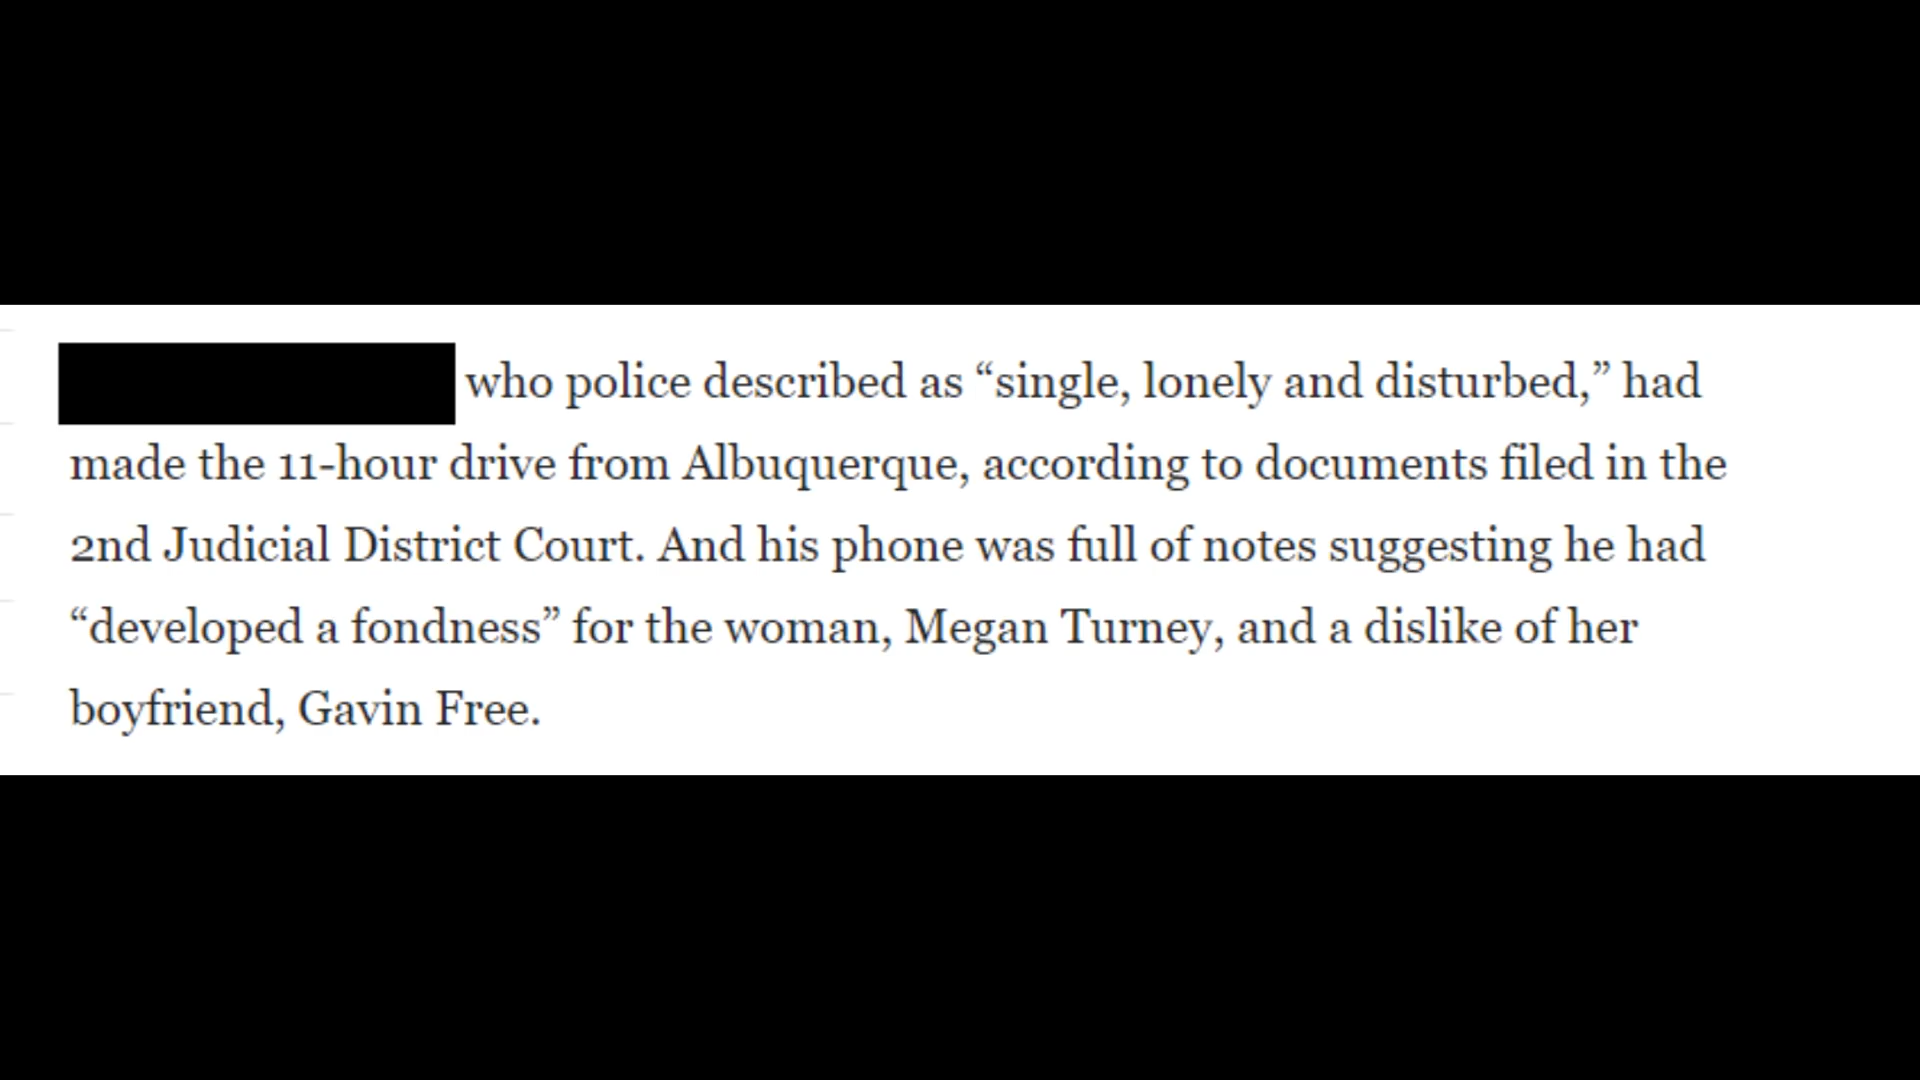 who police described as “single, lonely and disturbed,” had
made the 11-hour drive from Albuquerque, according to documents filed in the
2nd Judicial District Court. And his phone was full of notes suggesting he had
“developed a fondness” for the woman, Megan Turney, and a dislike of her
boyfriend, Gavin Free.